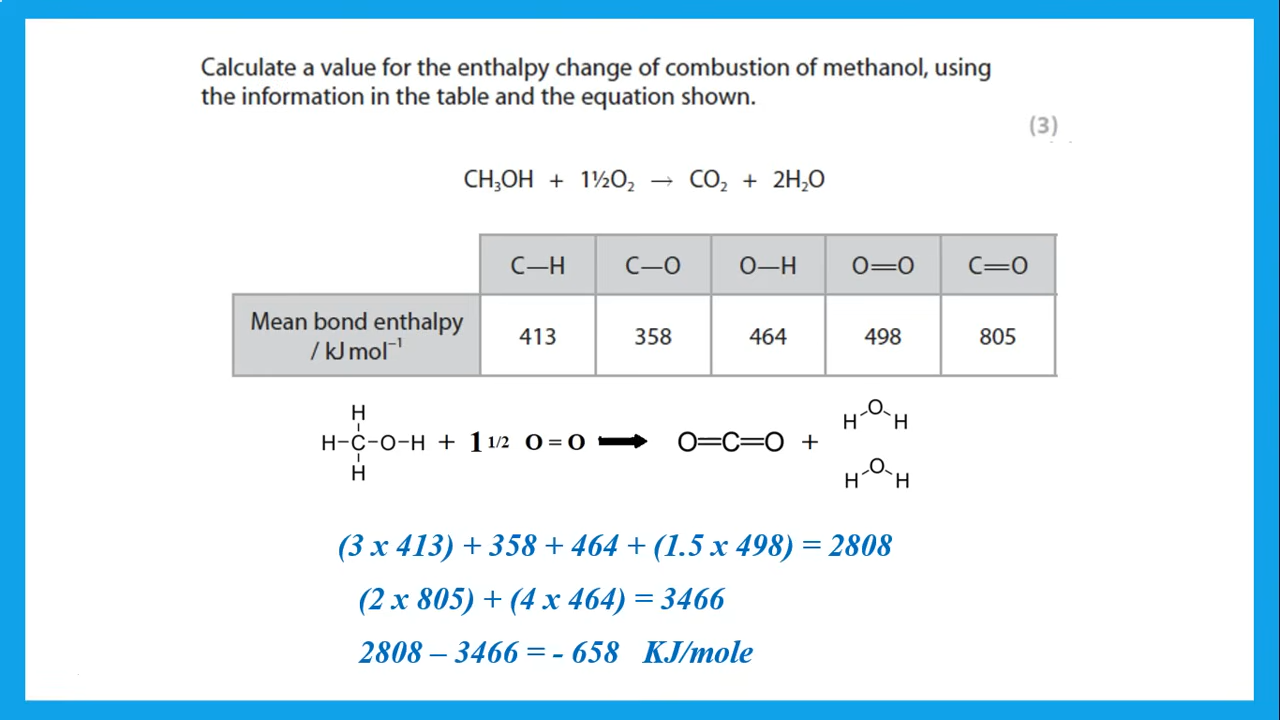 Calculate a value for the enthalpy change of combustion of methanol, using
the information in the table and the equation shown.
(3)
CH₃OH + 1½O₂ → CO₂ + 2H₂O
C—H C—O O—H O=O C=O
Mean bond enthalpy
/ kJ mol⁻¹
413 358 464 498 805
H
H–C–O–H + 1 1/2 O = O → O=C=O +
H
H O H
H O H
(3 x 413) + 358 + 464 + (1.5 x 498) = 2808
(2 x 805) + (4 x 464) = 3466
2808 – 3466 = - 658 KJ/mole